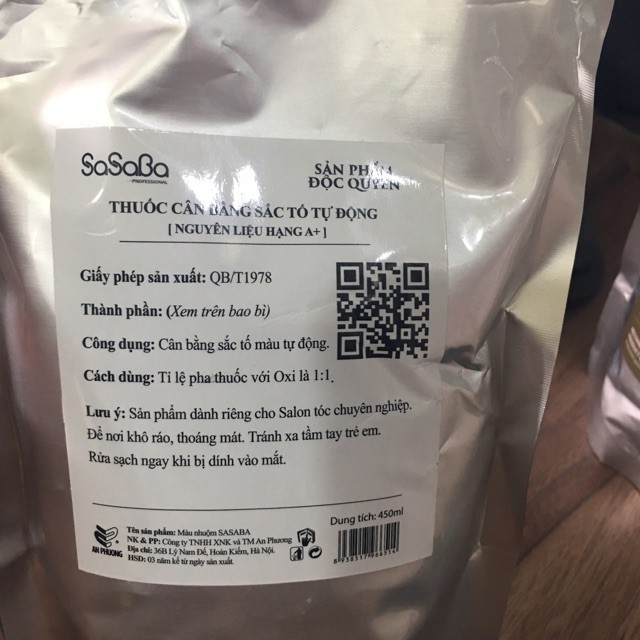 SaSaBa
PROFESSIONAL
SẢN PHẨM
ĐỘC QUYỀN
THUỐC CÂN BẰNG SẮC TỐ TỰ ĐỘNG
[ NGUYÊN LIỆU HẠNG A+ ]
Giấy phép sản xuất: QB/T1978
Thành phần: (Xem trên bao bì)
Công dụng: Cân bằng sắc tố màu tự động.
Cách dùng: Tỉ lệ pha thuốc với Oxi là 1:1.
Lưu ý: Sản phẩm dành riêng cho Salon tóc chuyên nghiệp.
Để nơi khô ráo, thoáng mát. Tránh xa tầm tay trẻ em.
Rửa sạch ngay khi bị dính vào mắt.
AN PHƯƠNG
Tên sản phẩm: Màu nhuộm SASABA
NK & PP: Công ty TNHH XNK và TM An Phương
Địa chỉ: 36B Lý Nam Đế, Hoàn Kiếm, Hà Nội.
HSD: 03 năm kể từ ngày sản xuất.
Dung tích: 450ml